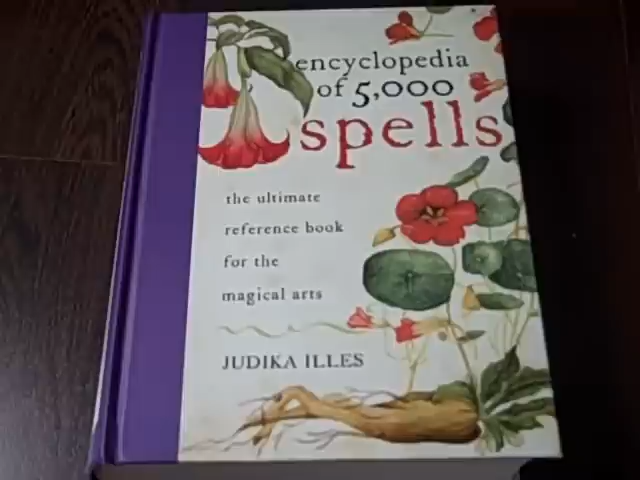 encyclopedia
of 5,000
spells
the ultimate
reference book
for the
magical arts
JUDIKA ILLES